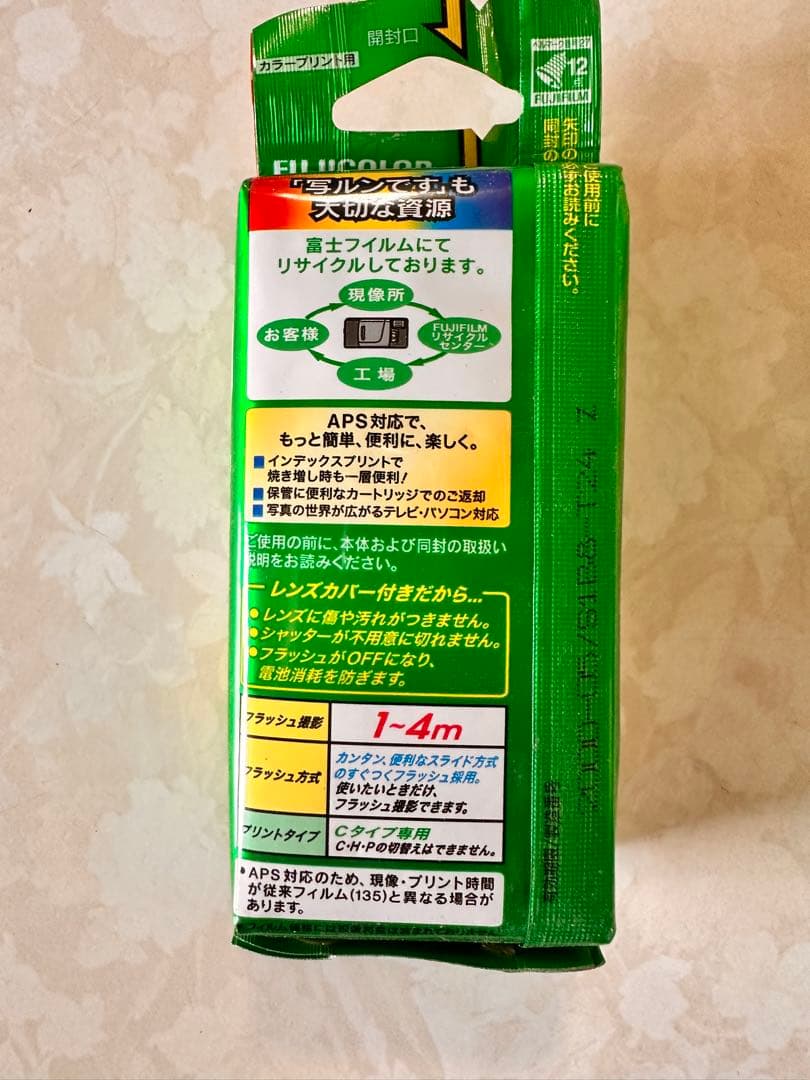 開封口
カラープリント用
12
点
FUJIFILM
FUJICOLOR
「写ルンです」も
大切な資源
富士フイルムにて
リサイクルしております。
現像所
お客様
FUJIFILM
リサイクル
センター
工場
APS対応で、
もっと簡単、便利に、楽しく。
■インデックスプリントで
焼き増し時も一層便利!
■保管に便利なカートリッジでのご返却
■写真の世界が広がるテレビ・パソコン対応
ご使用の前に、本体および同封の取扱い
説明をお読みください。
レンズカバー付きだから...
●レンズに傷や汚れがつきません。
●シャッターが不用意に切れません。
●フラッシュがOFFになり、
電池消耗を防ぎます。
フラッシュ撮影
1~4m
フラッシュ方式
カンタン、便利なスライド方式
のすぐつくフラッシュ採用。
使いたいときだけ、
フラッシュ撮影できます。
プリントタイプ
Cタイプ専用
C・H・Pの切替えはできません。
●APS対応のため、現像・プリント時間
が従来フィルム(135)と異なる場合が
あります。
ご使用前に
お読みください。
同封の